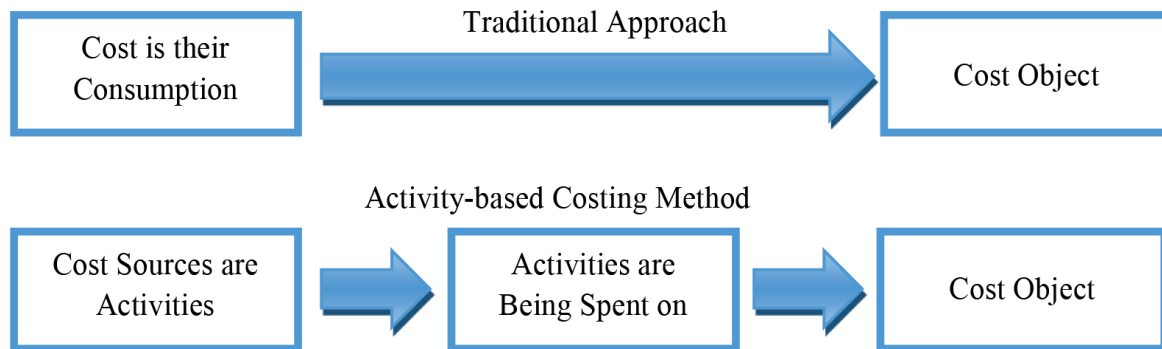 Traditional Approach
Cost is their
Consumption
Cost Object
Activity-based Costing Method
Cost Sources are
Activities
Activities are
Being Spent on
Cost Object